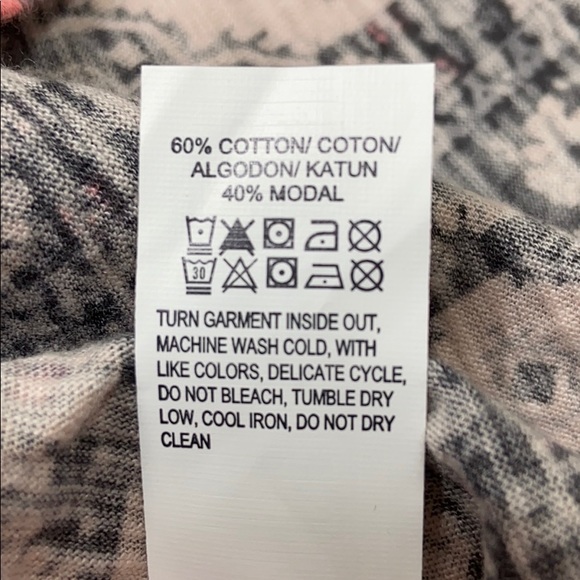 60% COTTON/ COTON/
ALGODON/ KATUN
40% MODAL
30
TURN GARMENT INSIDE OUT,
MACHINE WASH COLD, WITH
LIKE COLORS, DELICATE CYCLE,
DO NOT BLEACH, TUMBLE DRY
LOW, COOL IRON, DO NOT DRY
CLEAN